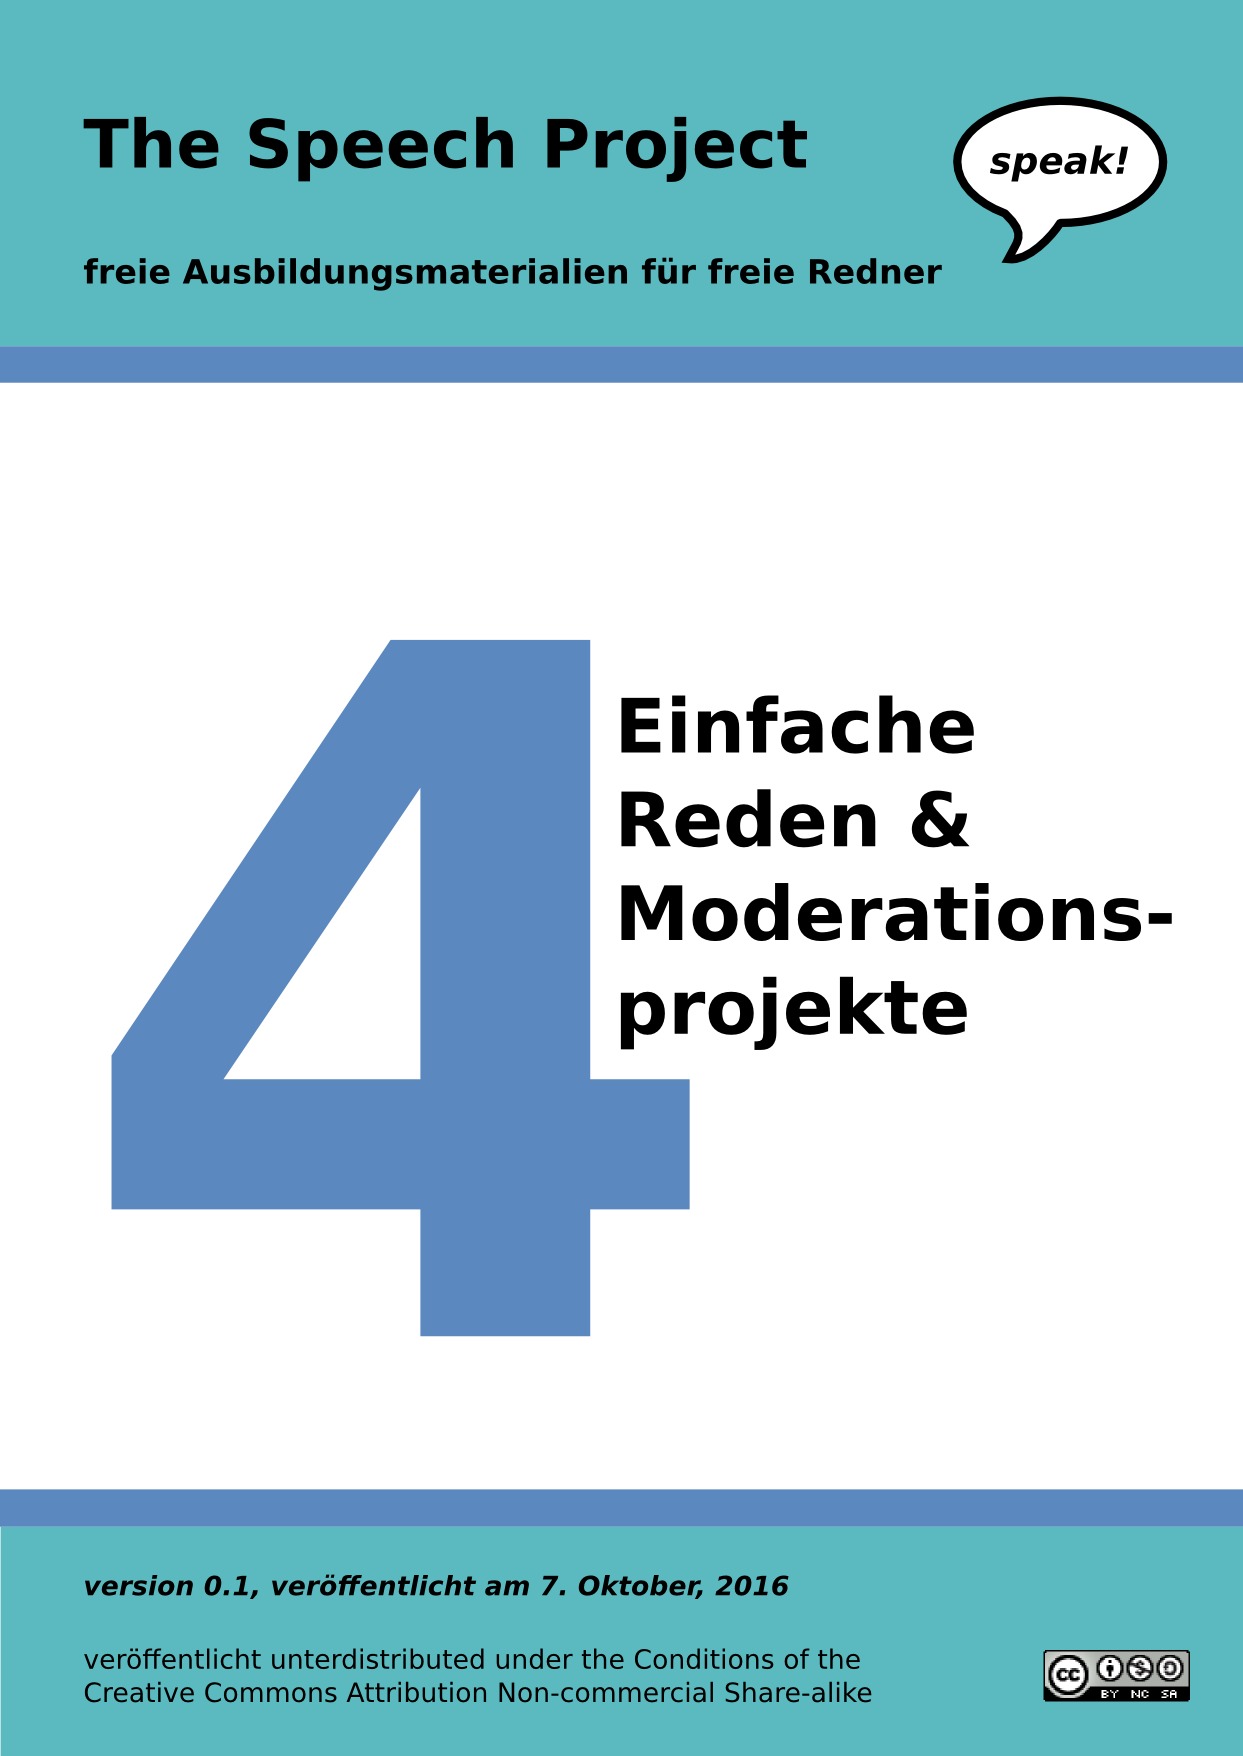 The Speech Project
speak!
freie Ausbildungsmaterialien für freie Redner
4
Einfache
Reden &
Moderations-
projekte
version 0.1, veröffentlicht am 7. Oktober, 2016
veröffentlicht unterdistributed under the Conditions of the
Creative Commons Attribution Non-commercial Share-alike
cc
BY NC SA